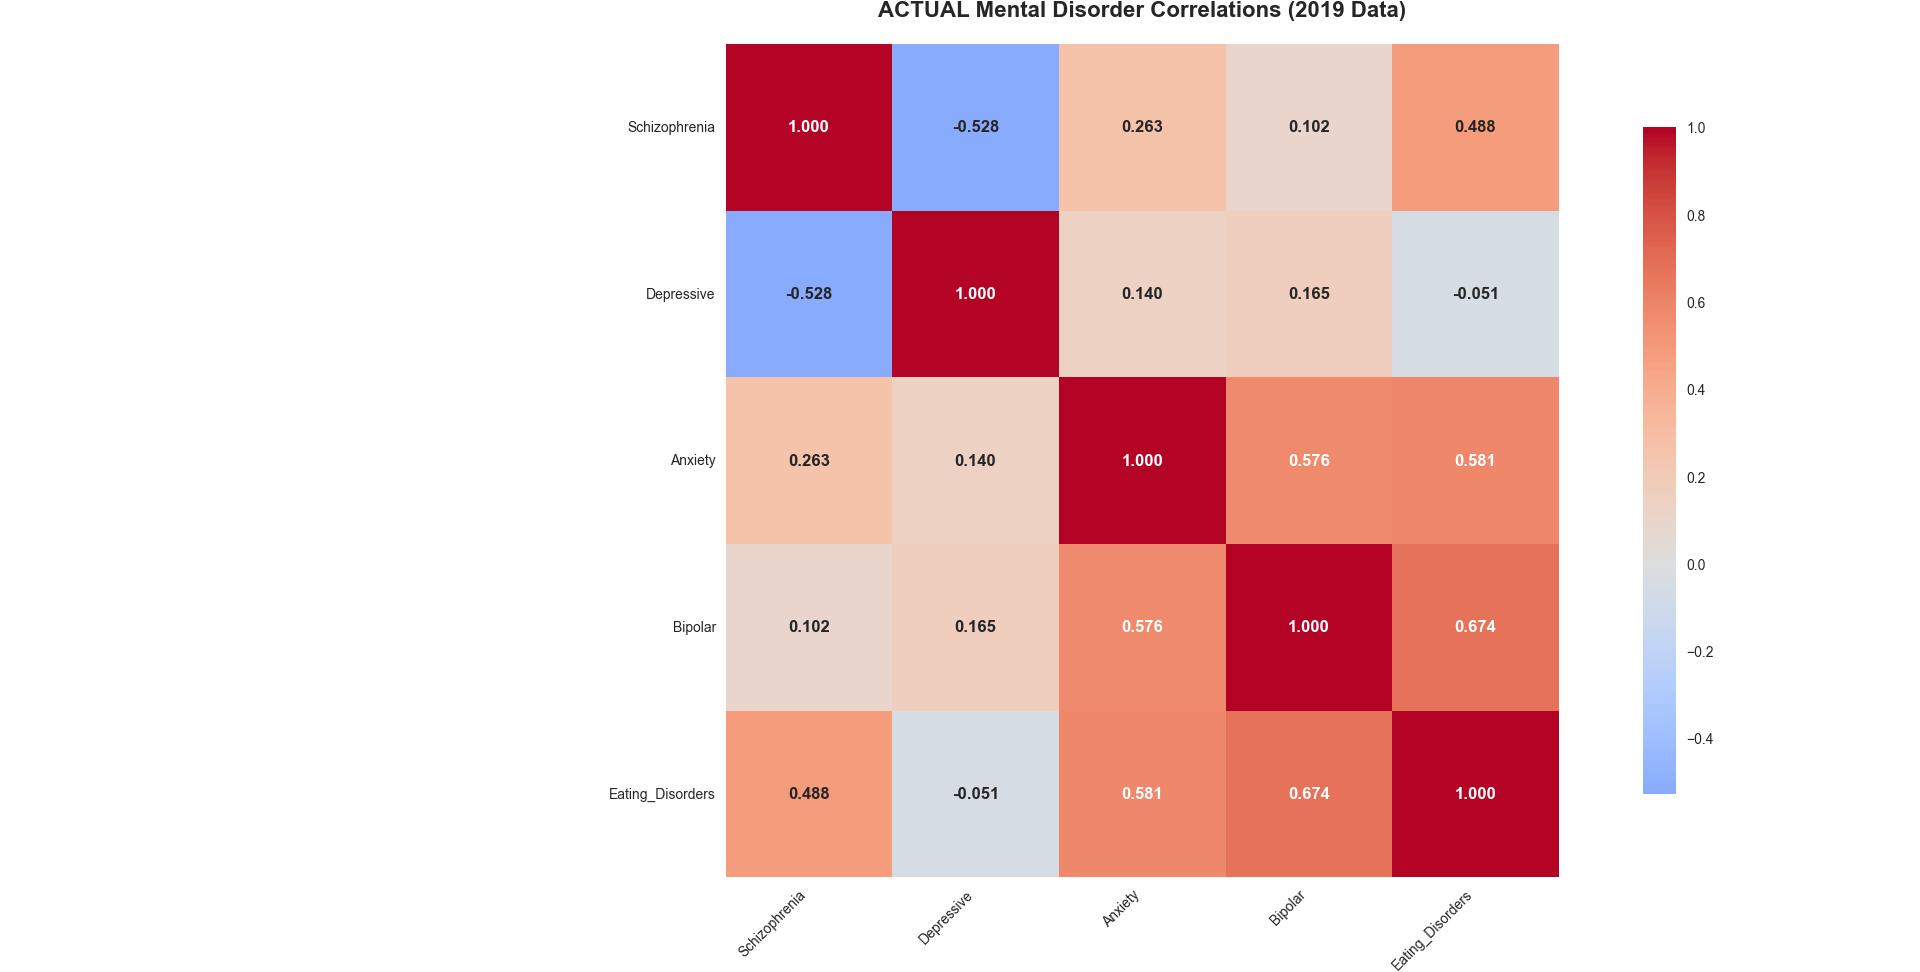 ACTUAL Mental Disorder Correlations (2019 Data)
Schizophrenia 1.000 -0.528 0.263 0.102 0.488
Depressive -0.528 1.000 0.140 0.165 -0.051
Anxiety 0.263 0.140 1.000 0.576 0.581
Bipolar 0.102 0.165 0.576 1.000 0.674
Eating_Disorders 0.488 -0.051 0.581 0.674 1.000
Schizophrenia Depressive Anxiety Bipolar Eating_Disorders
1.0
0.8
0.6
0.4
0.2
0.0
−0.2
−0.4